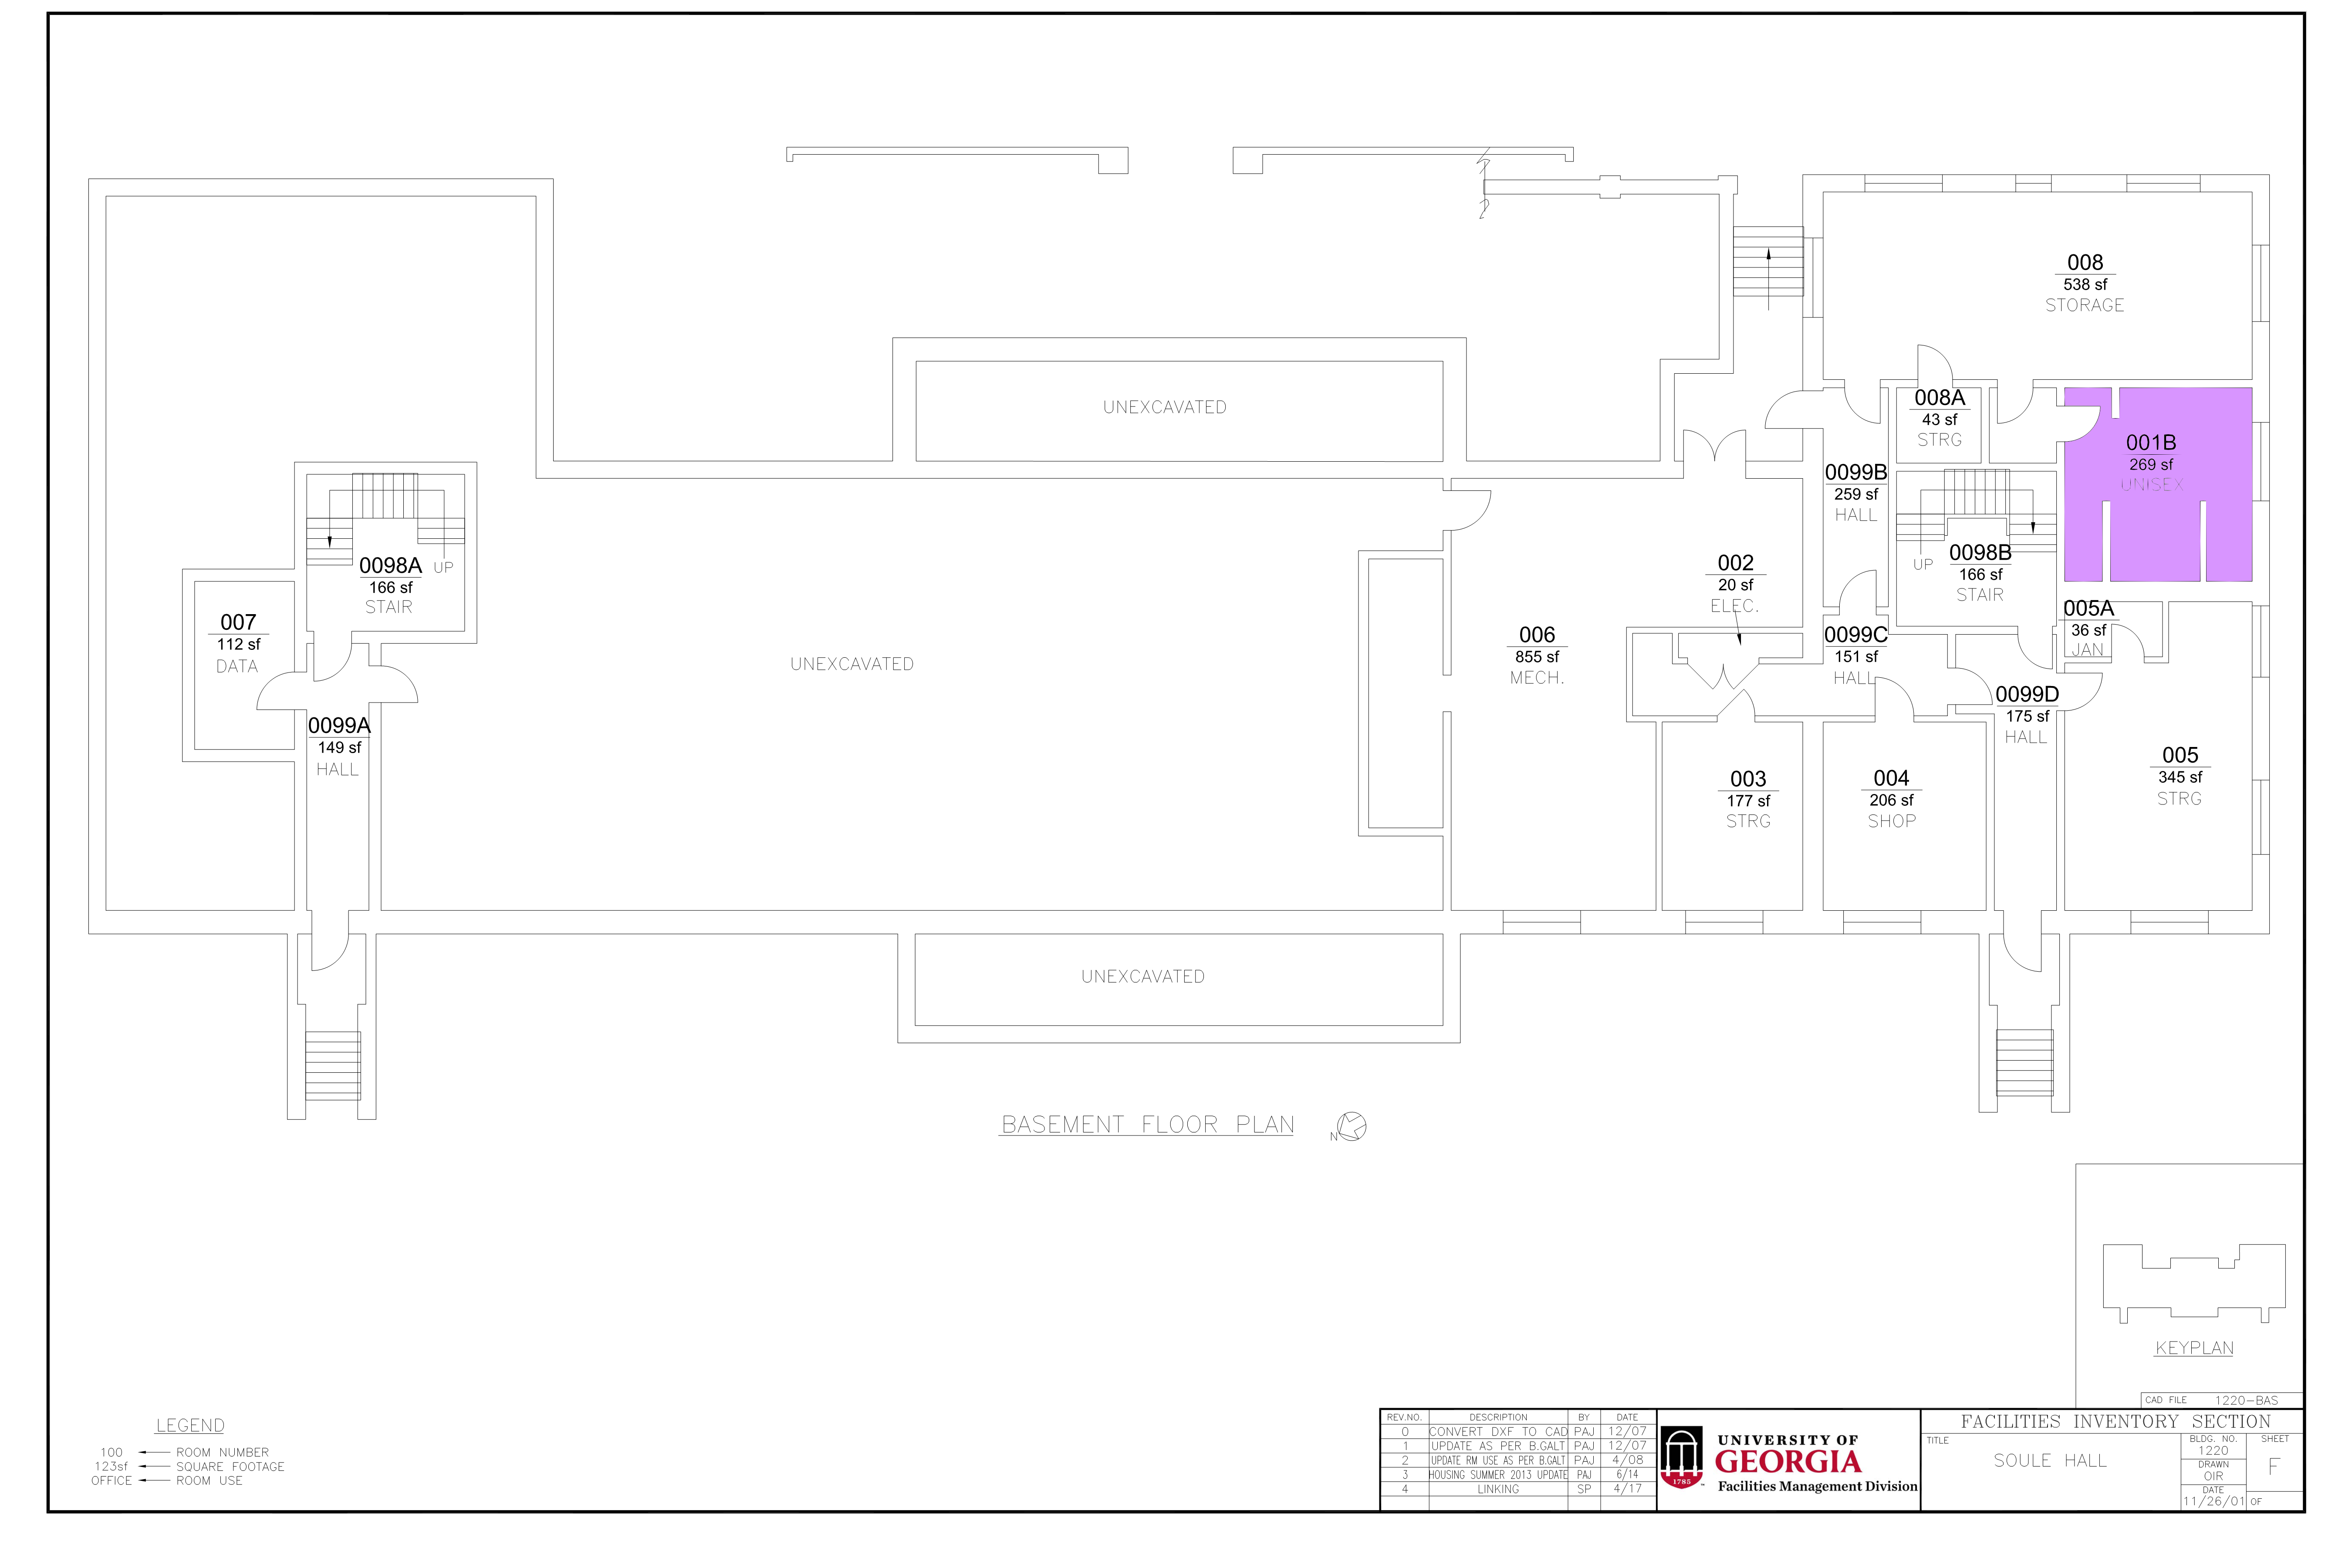 008
538 sf
STORAGE
008A
43 sf
STRG
UNEXCAVATED
001B
269 sf
UNISEX
0099B
259 sf
HALL
0098A
166 sf
STAIR
UP
002
20 sf
ELEC.
UP
0098B
166 sf
STAIR
007
112 sf
DATA
UNEXCAVATED
006
855 sf
MECH.
0099C
151 sf
HALL
005A
36 sf
JAN
0099A
149 sf
HALL
0099D
175 sf
HALL
003
177 sf
STRG
004
206 sf
SHOP
005
345 sf
STRG
UNEXCAVATED
BASEMENT FLOOR PLAN
N
KEYPLAN
CAD FILE 1220-BAS
LEGEND
100 ROOM NUMBER
123sf SQUARE FOOTAGE
OFFICE ROOM USE
REV.NO. DESCRIPTION BY DATE
0 CONVERT DXF TO CAD PAJ 12/07
1 UPDATE AS PER B.GALT PAJ 12/07
2 UPDATE RM USE AS PER B.GALT PAJ 4/08
3 HOUSING SUMMER 2013 UPDATE PAJ 6/14
4 LINKING SP 4/17
1785
UNIVERSITY OF
GEORGIA
Facilities Management Division
FACILITIES INVENTORY SECTION
TITLE
SOULE HALL
BLDG. NO.
1220
DRAWN
OIR
DATE
11/26/01
SHEET
F
OF